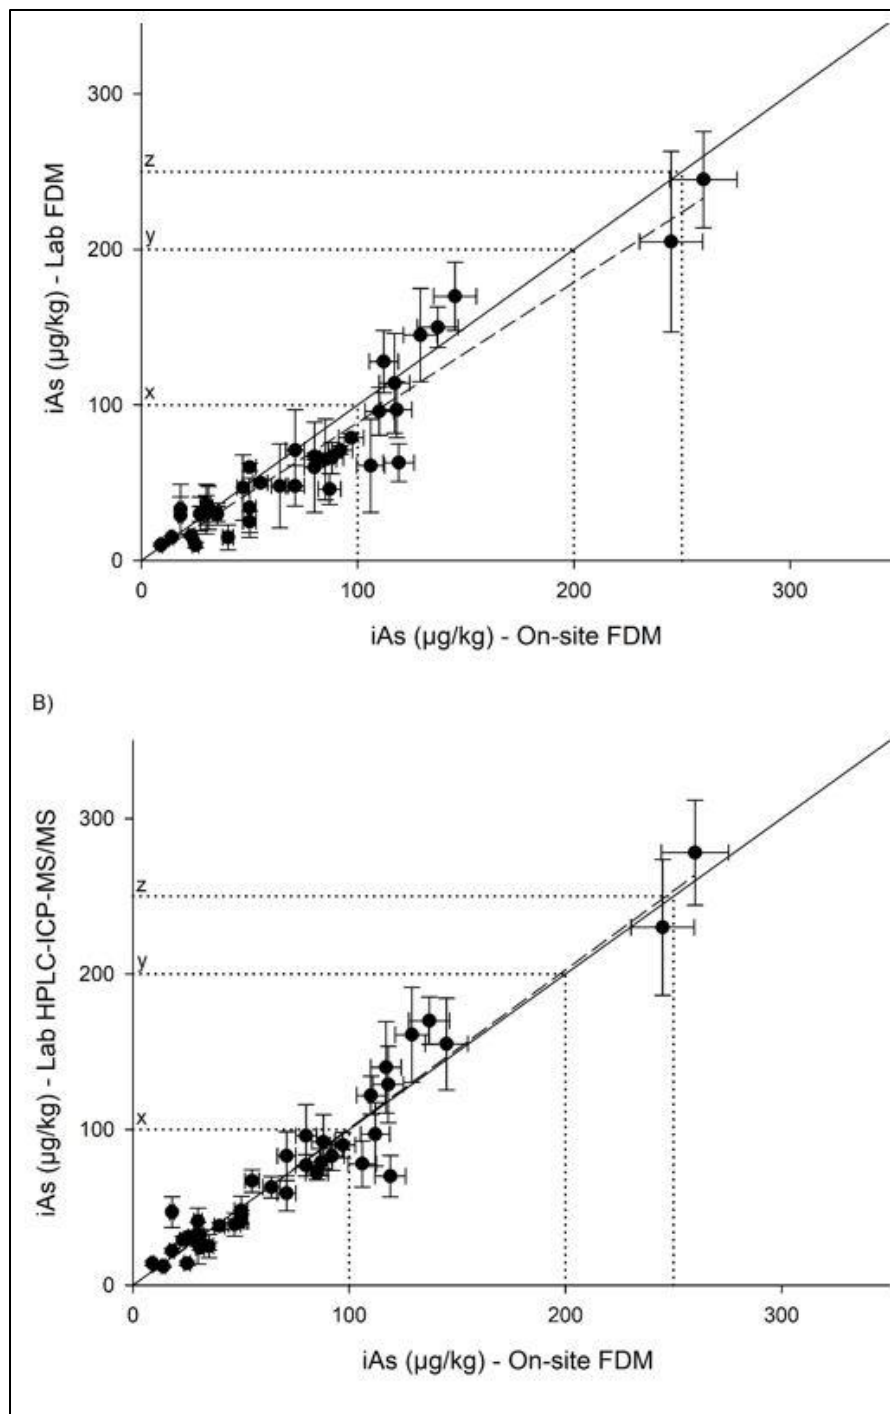 300
z
y
200
x
100
0
0
100
200
300
iAs (µg/kg) - Lab FDM
iAs (µg/kg) - On-site FDM
B)
300
z
y
200
x
100
0
0
100
200
300
iAs (µg/kg) - Lab HPLC-ICP-MS/MS
iAs (µg/kg) - On-site FDM